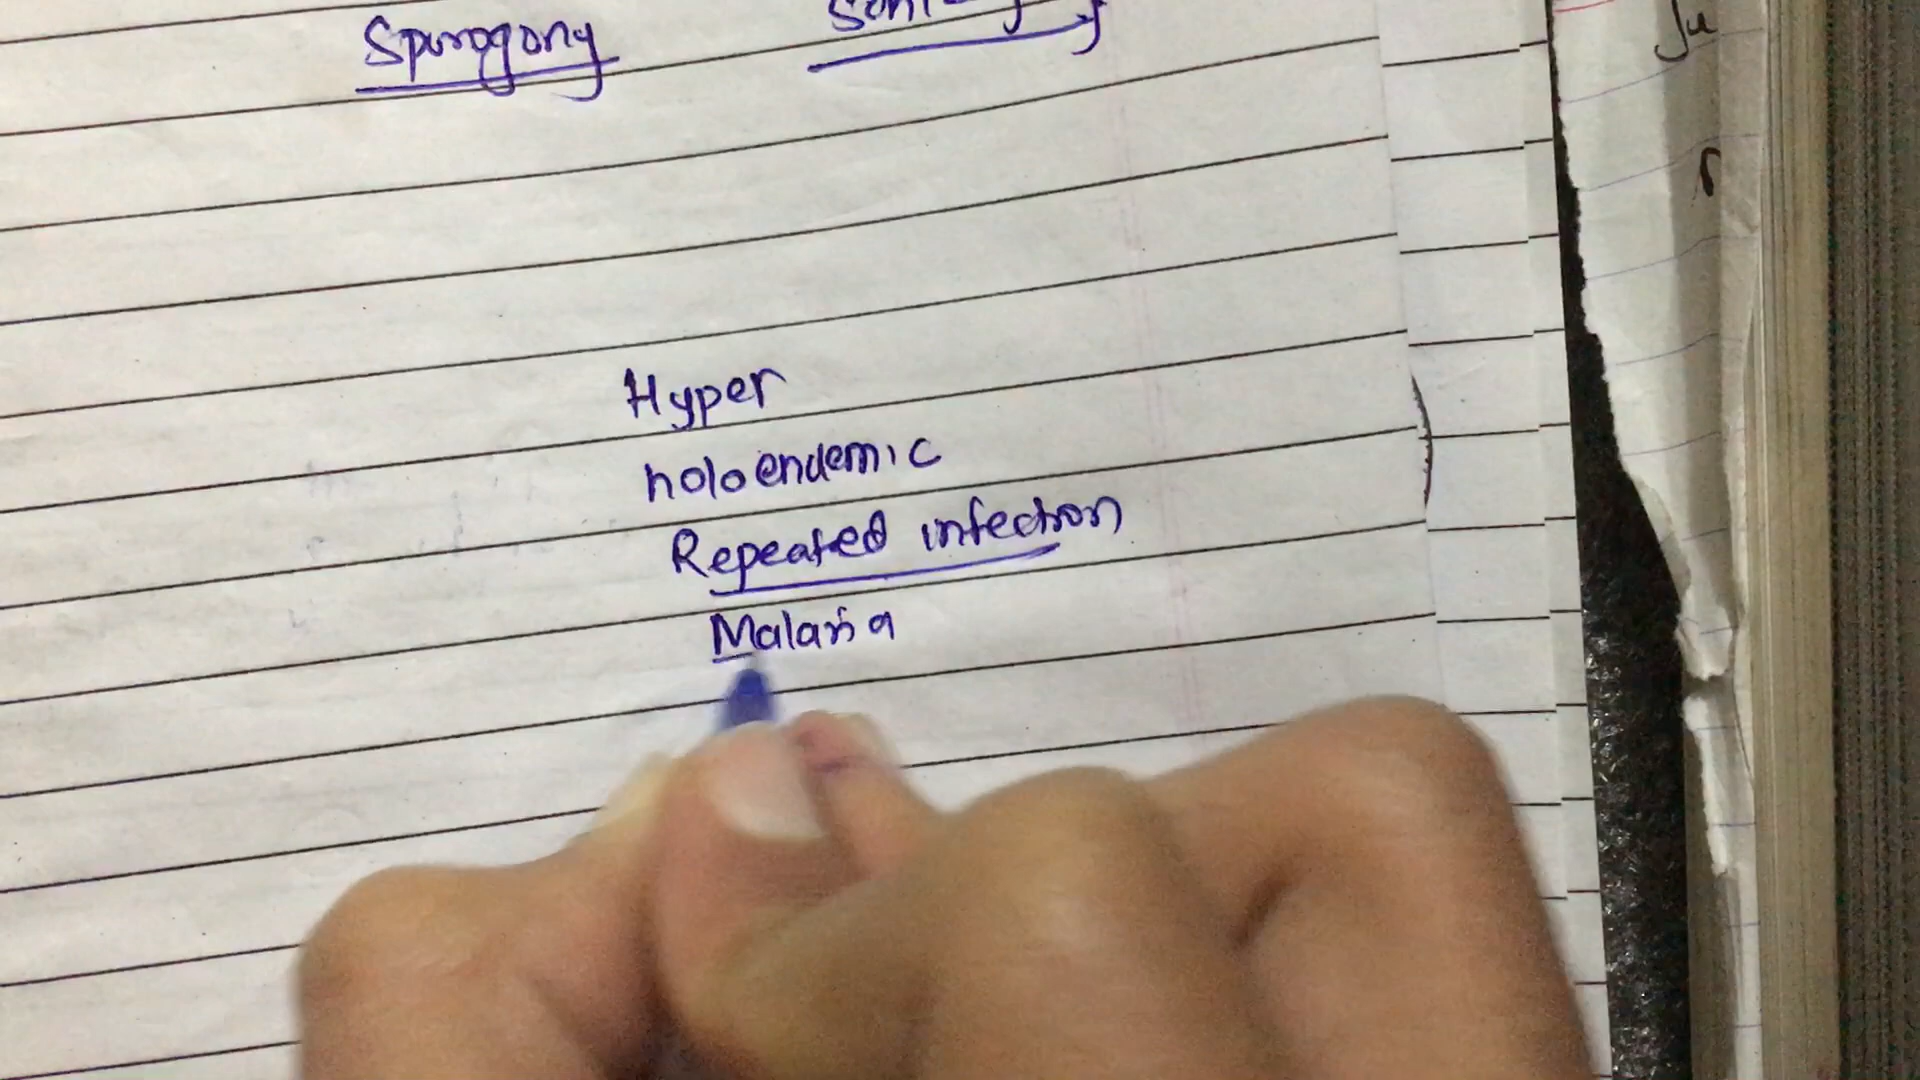 Sporogony
Hyper
holoendemic
Repeated infection
Malaria